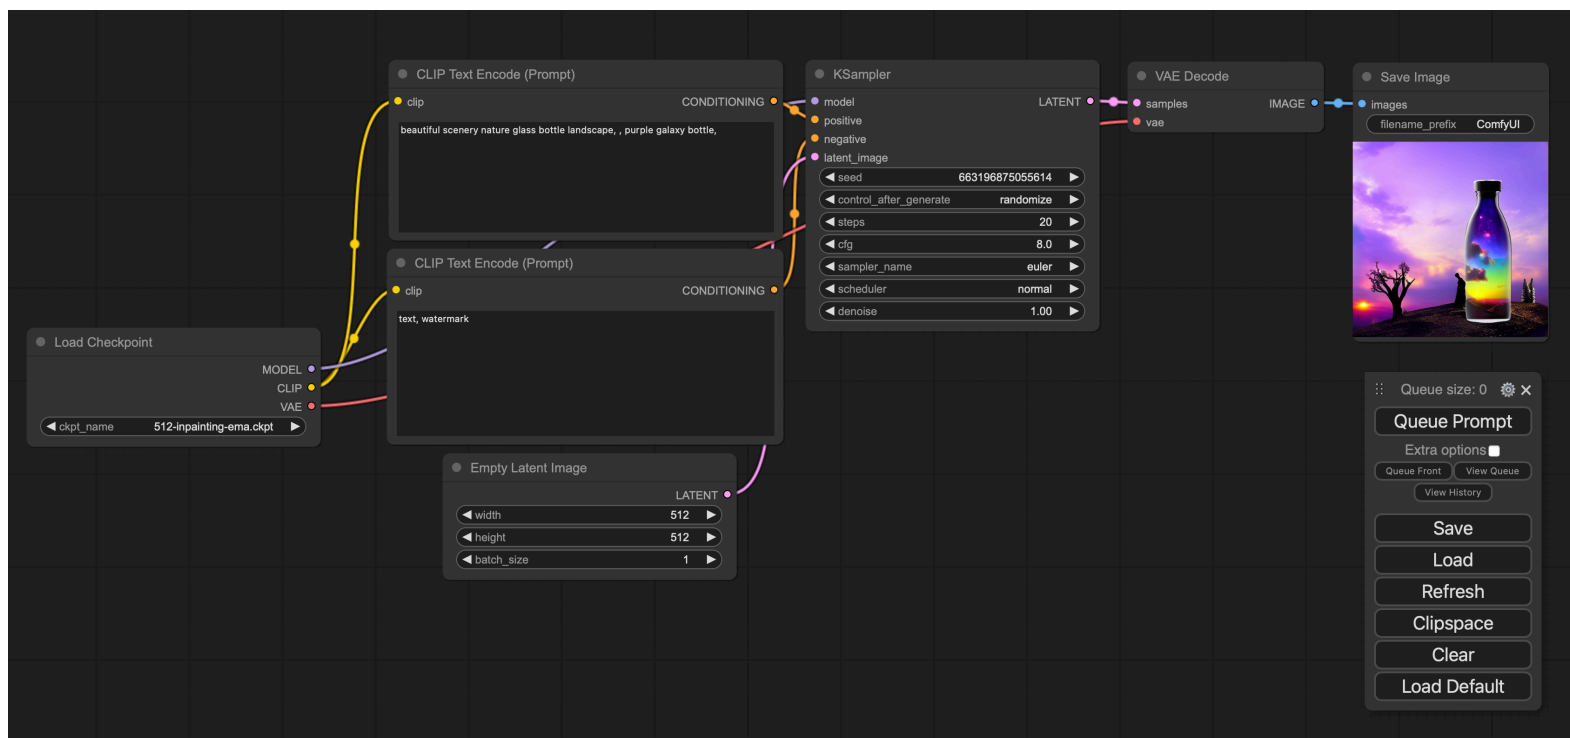 CLIP Text Encode (Prompt)
clip
CONDITIONING
beautiful scenery nature glass bottle landscape, , purple galaxy bottle,
CLIP Text Encode (Prompt)
clip
CONDITIONING
text, watermark
Load Checkpoint
MODEL
CLIP
VAE
ckpt_name 512-inpainting-ema.ckpt
Empty Latent Image
LATENT
width 512
height 512
batch_size 1
KSampler
model LATENT
positive
negative
latent_image
seed 663196875055614
control_after_generate randomize
steps 20
cfg 8.0
sampler_name euler
scheduler normal
denoise 1.00
VAE Decode
samples IMAGE
vae
Save Image
images
filename_prefix ComfyUI
Queue size: 0
Queue Prompt
Extra options
Queue Front View Queue
View History
Save
Load
Refresh
Clipspace
Clear
Load Default